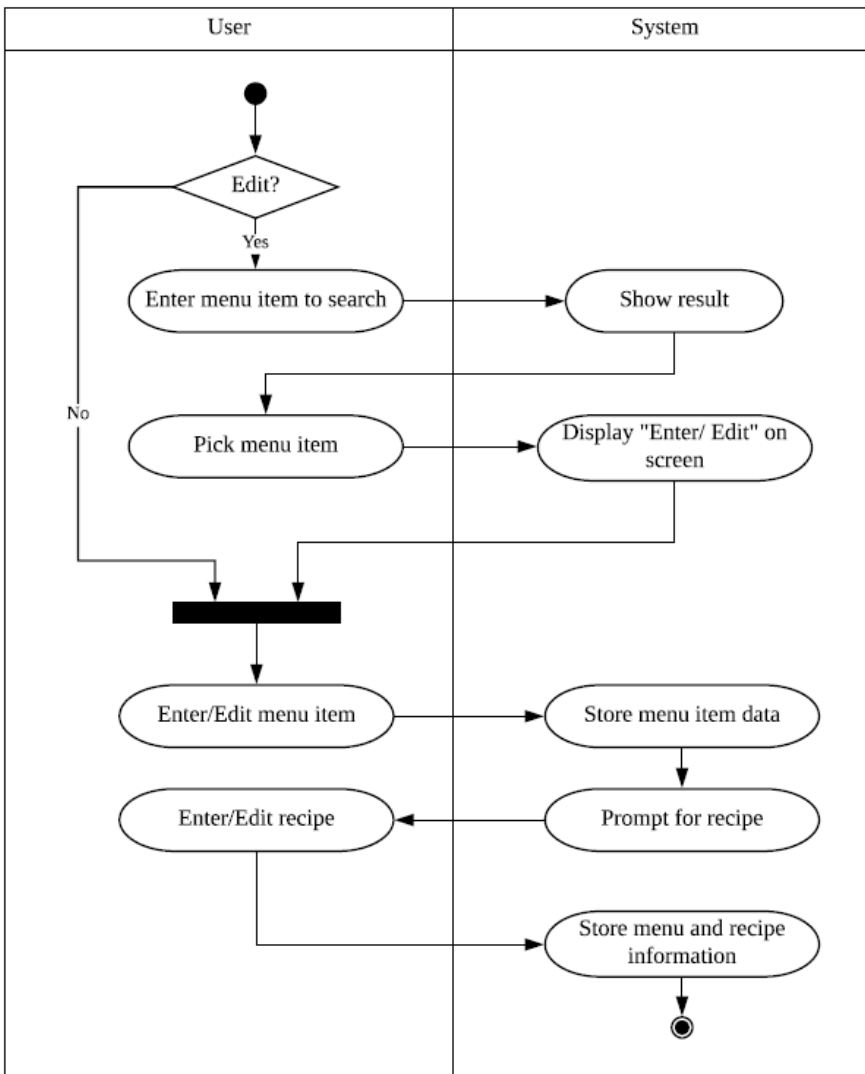 User
System
Edit?
Yes
Enter menu item to search
Show result
No
Pick menu item
Display "Enter/ Edit" on
screen
Enter/Edit menu item
Store menu item data
Enter/Edit recipe
Prompt for recipe
Store menu and recipe
information